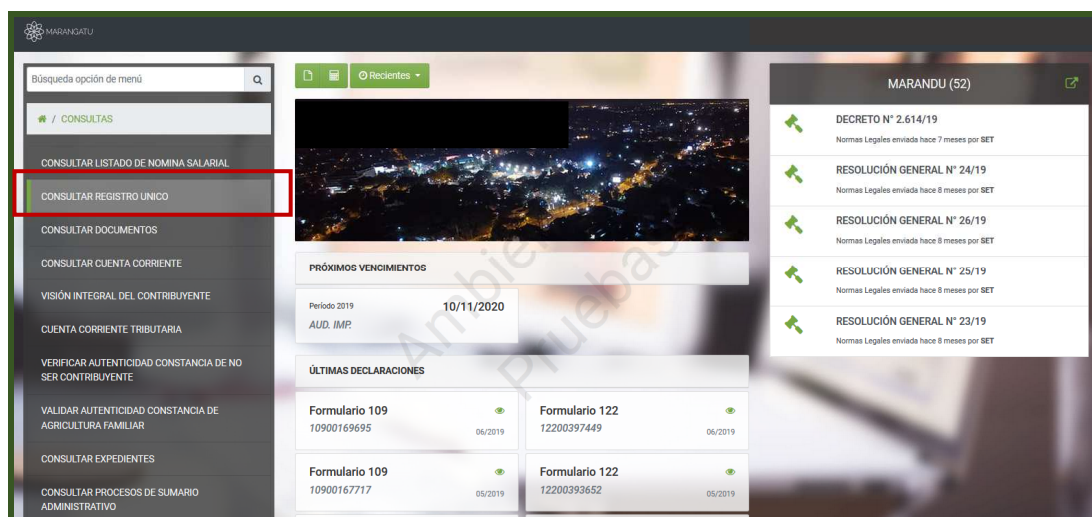 MARANGATU
Búsqueda opción de menú
/ CONSULTAS
CONSULTAR LISTADO DE NOMINA SALARIAL
CONSULTAR REGISTRO UNICO
CONSULTAR DOCUMENTOS
CONSULTAR CUENTA CORRIENTE
VISIÓN INTEGRAL DEL CONTRIBUYENTE
CUENTA CORRIENTE TRIBUTARIA
VERIFICAR AUTENTICIDAD CONSTANCIA DE NO
SER CONTRIBUYENTE
VALIDAR AUTENTICIDAD CONSTANCIA DE
AGRICULTURA FAMILIAR
CONSULTAR EXPEDIENTES
CONSULTAR PROCESOS DE SUMARIO
ADMINISTRATIVO
Recientes
PRÓXIMOS VENCIMIENTOS
Período 2019
10/11/2020
AUD. IMP.
ÚLTIMAS DECLARACIONES
Formulario 109
10900169695
06/2019
Formulario 122
12200397449
06/2019
Formulario 109
10900167717
05/2019
Formulario 122
12200393652
05/2019
Pruebas
MARANDU (52)
DECRETO N° 2.614/19
Normas Legales enviada hace 7 meses por SET
RESOLUCIÓN GENERAL N° 24/19
Normas Legales enviada hace 8 meses por SET
RESOLUCIÓN GENERAL N° 26/19
Normas Legales enviada hace 8 meses por SET
RESOLUCIÓN GENERAL N° 25/19
Normas Legales enviada hace 8 meses por SET
RESOLUCIÓN GENERAL N° 23/19
Normas Legales enviada hace 8 meses por SET